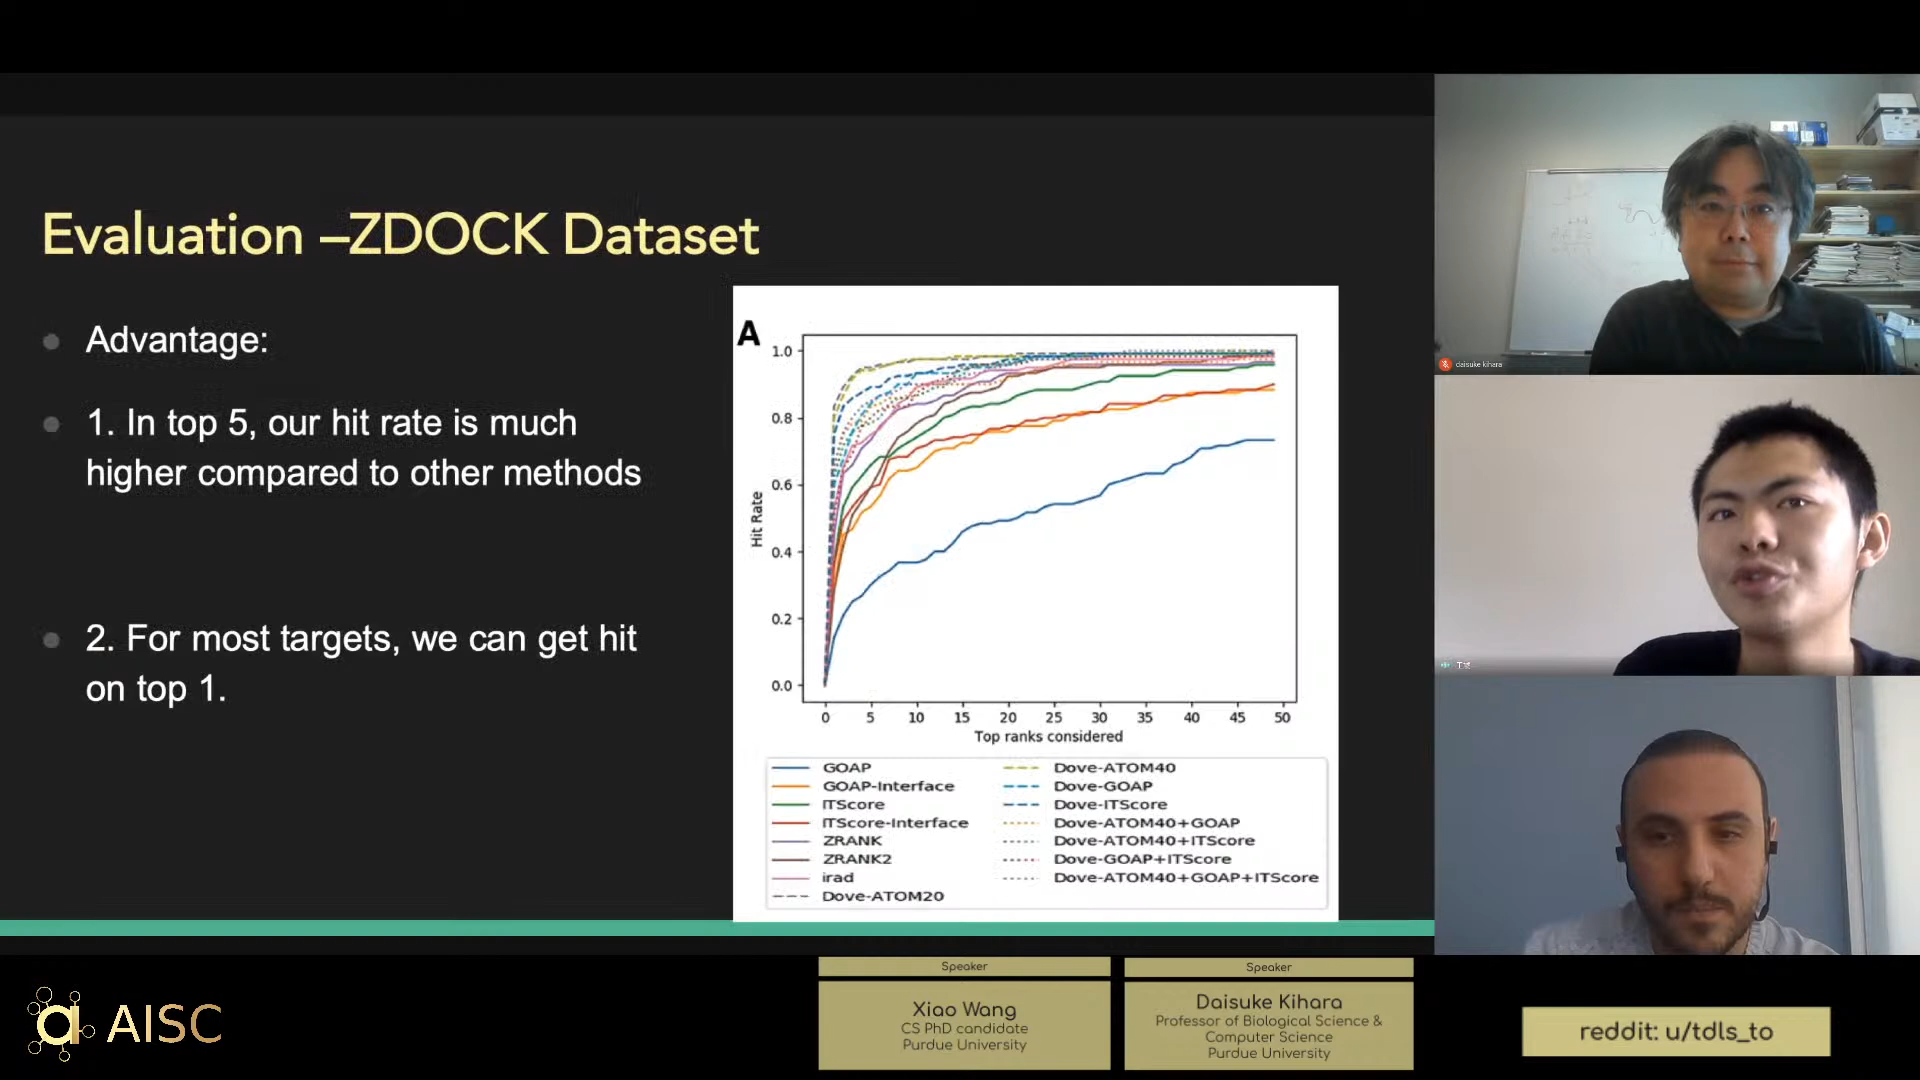 Evaluation –ZDOCK Dataset
Advantage:
1. In top 5, our hit rate is much
higher compared to other methods
2. For most targets, we can get hit
on top 1.
A
1.0
0.8
0.6
0.4
0.2
0.0
Hit Rate
0 5 10 15 20 25 30 35 40 45 50
Top ranks considered
GOAP
GOAP-Interface
ITScore
ITScore-Interface
ZRANK
ZRANK2
irad
Dove-ATOM20
Dove-ATOM40
Dove-GOAP
Dove-ITScore
Dove-ATOM40+GOAP
Dove-ATOM40+ITScore
Dove-GOAP+ITScore
Dove-ATOM40+GOAP+ITScore
daisuke kihara
a AISC
Speaker
Xiao Wang
CS PhD candidate
Purdue University
Speaker
Daisuke Kihara
Professor of Biological Science &
Computer Science
Purdue University
reddit: u/tdls_to